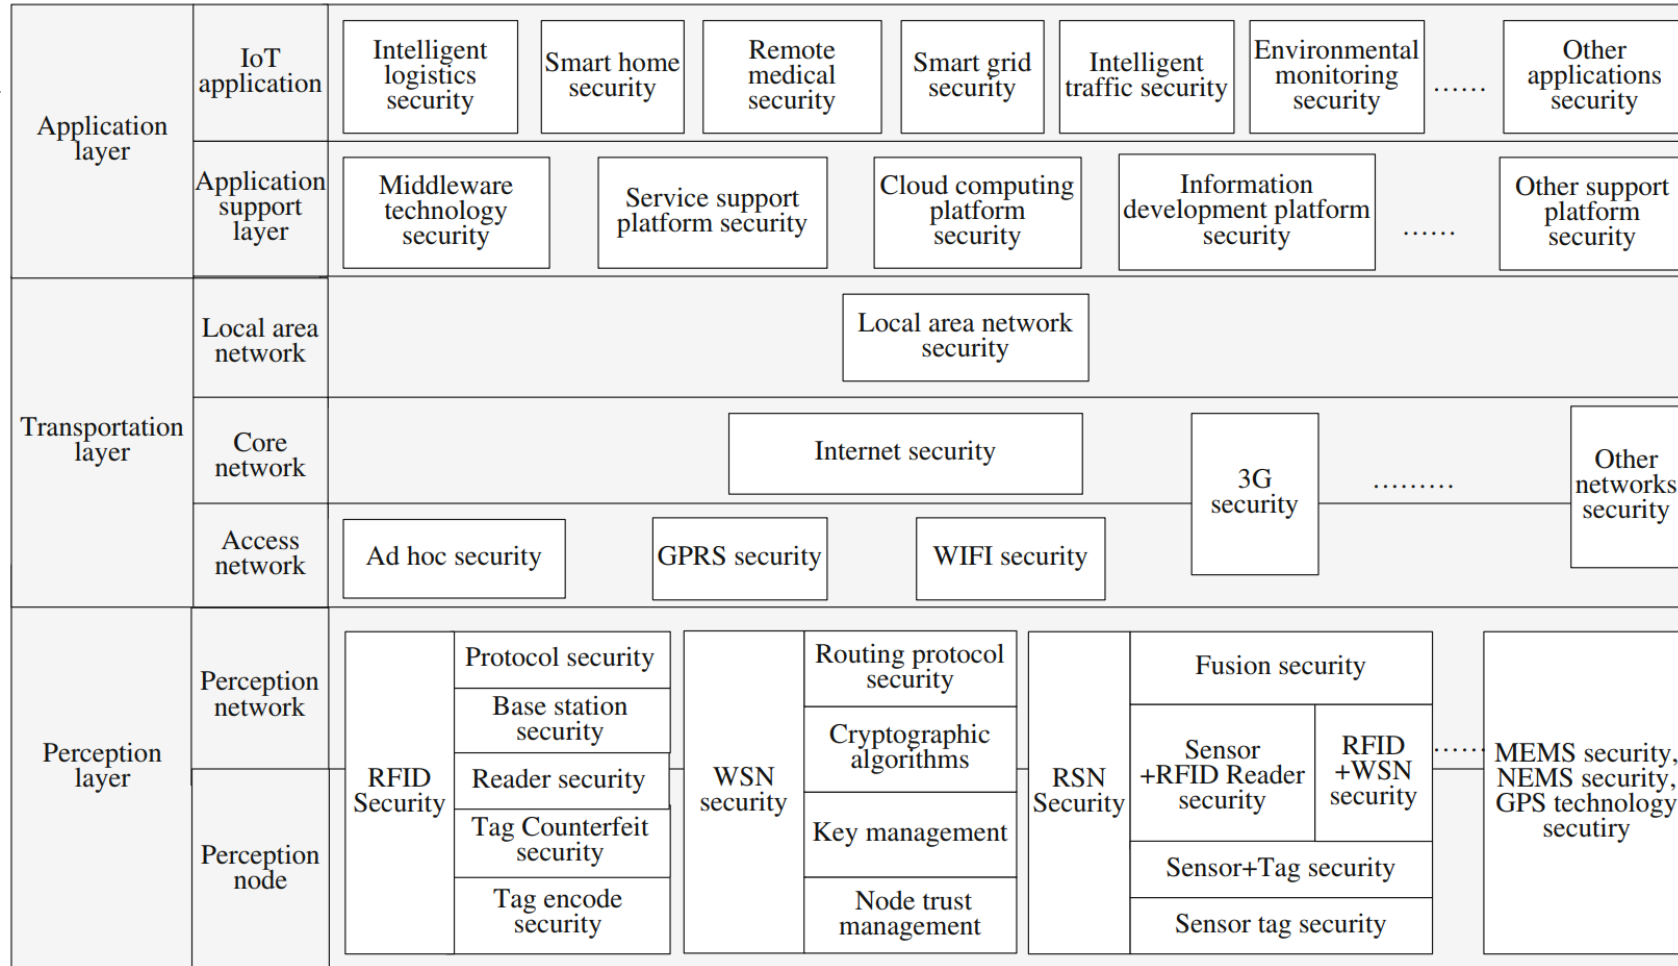 Application
layer
IoT
application
Intelligent
logistics
security
Smart home
security
Remote
medical
security
Smart grid
security
Intelligent
traffic security
Environmental
monitoring
security
......
Other
applications
security
Application
support
layer
Middleware
technology
security
Service support
platform security
Cloud computing
platform
security
Information
development platform
security
......
Other support
platform
security
Transportation
layer
Local area
network
Local area network
security
Core
network
Internet security
3G
security
.........
Other
networks
security
Access
network
Ad hoc security
GPRS security
WIFI security
Perception
layer
Perception
network
Perception
node
RFID
Security
Protocol security
Base station
security
Reader security
Tag Counterfeit
security
Tag encode
security
WSN
security
Routing protocol
security
Cryptographic
algorithms
Key management
Node trust
management
RSN
Security
Fusion security
Sensor
+RFID Reader
security
RFID
+WSN
security
Sensor+Tag security
Sensor tag security
......
MEMS security,
NEMS security,
GPS technology
secutiry